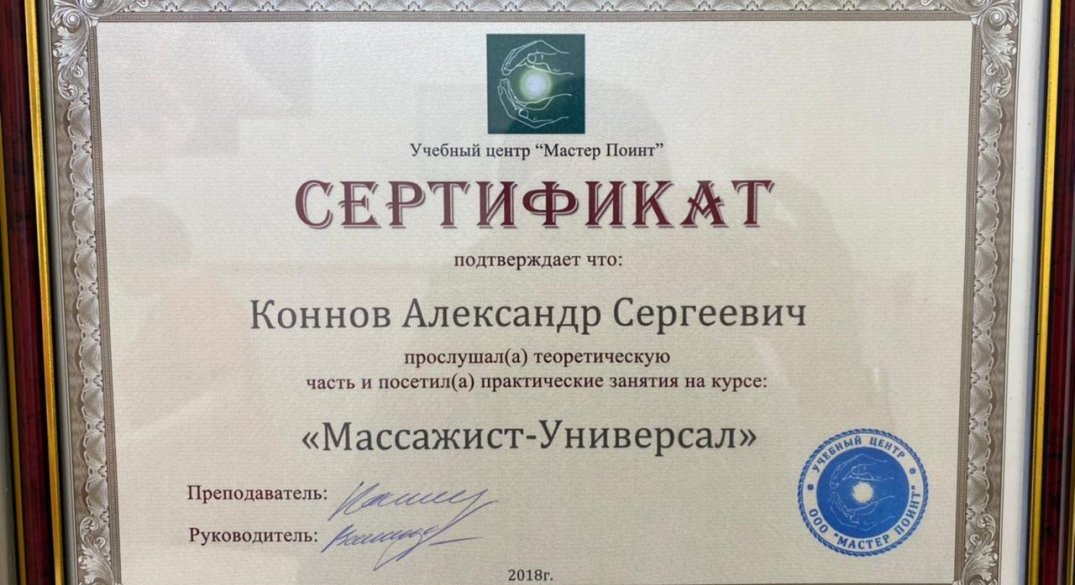 Учебный центр “Мастер Поинт”
СЕРТИФИКАТ
подтверждает что:
Коннов Александр Сергеевич
прослушал(а) теоретическую
часть и посетил(а) практические занятия на курсе:
«Массажист-Универсал»
Преподаватель:
Руководитель:
УЧЕБНЫЙ ЦЕНТР
ООО "МАСТЕР ПОИНТ"
2018г.